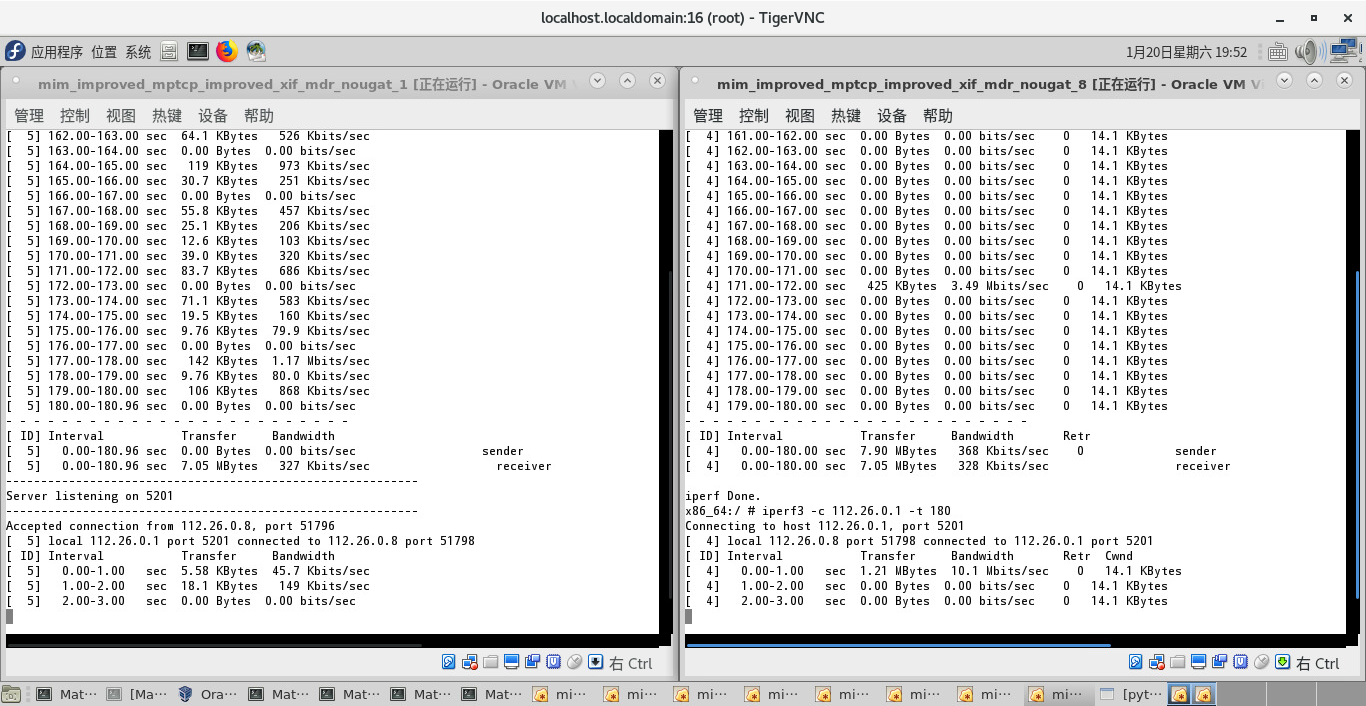 localhost.localdomain:16 (root) - TigerVNC
应用程序 位置 系统
1月20日星期六 19:52
mim_improved_mptcp_improved_xif_mdr_nougat_1 [正在运行] - Oracle VM
管理 控制 视图 热键 设备 帮助
[  5] 162.00-163.00 sec  64.1 KBytes   526 Kbits/sec
[  5] 163.00-164.00 sec  0.00 Bytes  0.00 bits/sec
[  5] 164.00-165.00 sec   119 KBytes   973 Kbits/sec
[  5] 165.00-166.00 sec  30.7 KBytes   251 Kbits/sec
[  5] 166.00-167.00 sec  0.00 Bytes  0.00 bits/sec
[  5] 167.00-168.00 sec  55.8 KBytes   457 Kbits/sec
[  5] 168.00-169.00 sec  25.1 KBytes   206 Kbits/sec
[  5] 169.00-170.00 sec  12.6 KBytes   103 Kbits/sec
[  5] 170.00-171.00 sec  39.0 KBytes   320 Kbits/sec
[  5] 171.00-172.00 sec  83.7 KBytes   686 Kbits/sec
[  5] 172.00-173.00 sec  0.00 Bytes  0.00 bits/sec
[  5] 173.00-174.00 sec  71.1 KBytes   583 Kbits/sec
[  5] 174.00-175.00 sec  19.5 KBytes   160 Kbits/sec
[  5] 175.00-176.00 sec  9.76 KBytes  79.9 Kbits/sec
[  5] 176.00-177.00 sec  0.00 Bytes  0.00 bits/sec
[  5] 177.00-178.00 sec   142 KBytes  1.17 Mbits/sec
[  5] 178.00-179.00 sec  9.76 KBytes  80.0 Kbits/sec
[  5] 179.00-180.00 sec   106 KBytes   868 Kbits/sec
[  5] 180.00-180.96 sec  0.00 Bytes  0.00 bits/sec
- - - - - - - - - - - - - - - - - - - - - - - - -
[ ID] Interval           Transfer     Bandwidth
[  5]   0.00-180.96 sec  0.00 Bytes  0.00 bits/sec                  sender
[  5]   0.00-180.96 sec  7.05 MBytes   327 Kbits/sec                  receiver
-----------------------------------------------------------
Server listening on 5201
-----------------------------------------------------------
Accepted connection from 112.26.0.8, port 51796
[  5] local 112.26.0.1 port 5201 connected to 112.26.0.8 port 51798
[ ID] Interval           Transfer     Bandwidth
[  5]   0.00-1.00   sec  5.58 KBytes  45.7 Kbits/sec
[  5]   1.00-2.00   sec  18.1 KBytes   149 Kbits/sec
[  5]   2.00-3.00   sec  0.00 Bytes  0.00 bits/sec
右 Ctrl
mim_improved_mptcp_improved_xif_mdr_nougat_8 [正在运行] - Oracle VM
管理 控制 视图 热键 设备 帮助
[  4] 161.00-162.00 sec  0.00 Bytes  0.00 bits/sec    0   14.1 KBytes
[  4] 162.00-163.00 sec  0.00 Bytes  0.00 bits/sec    0   14.1 KBytes
[  4] 163.00-164.00 sec  0.00 Bytes  0.00 bits/sec    0   14.1 KBytes
[  4] 164.00-165.00 sec  0.00 Bytes  0.00 bits/sec    0   14.1 KBytes
[  4] 165.00-166.00 sec  0.00 Bytes  0.00 bits/sec    0   14.1 KBytes
[  4] 166.00-167.00 sec  0.00 Bytes  0.00 bits/sec    0   14.1 KBytes
[  4] 167.00-168.00 sec  0.00 Bytes  0.00 bits/sec    0   14.1 KBytes
[  4] 168.00-169.00 sec  0.00 Bytes  0.00 bits/sec    0   14.1 KBytes
[  4] 169.00-170.00 sec  0.00 Bytes  0.00 bits/sec    0   14.1 KBytes
[  4] 170.00-171.00 sec  0.00 Bytes  0.00 bits/sec    0   14.1 KBytes
[  4] 171.00-172.00 sec   425 KBytes  3.49 Mbits/sec    0   14.1 KBytes
[  4] 172.00-173.00 sec  0.00 Bytes  0.00 bits/sec    0   14.1 KBytes
[  4] 173.00-174.00 sec  0.00 Bytes  0.00 bits/sec    0   14.1 KBytes
[  4] 174.00-175.00 sec  0.00 Bytes  0.00 bits/sec    0   14.1 KBytes
[  4] 175.00-176.00 sec  0.00 Bytes  0.00 bits/sec    0   14.1 KBytes
[  4] 176.00-177.00 sec  0.00 Bytes  0.00 bits/sec    0   14.1 KBytes
[  4] 177.00-178.00 sec  0.00 Bytes  0.00 bits/sec    0   14.1 KBytes
[  4] 178.00-179.00 sec  0.00 Bytes  0.00 bits/sec    0   14.1 KBytes
[  4] 179.00-180.00 sec  0.00 Bytes  0.00 bits/sec    0   14.1 KBytes
- - - - - - - - - - - - - - - - - - - - - - - - -
[ ID] Interval           Transfer     Bandwidth       Retr
[  4]   0.00-180.00 sec  7.90 MBytes   368 Kbits/sec    0             sender
[  4]   0.00-180.00 sec  7.05 MBytes   328 Kbits/sec                  receiver
iperf Done.
x86_64:/ # iperf3 -c 112.26.0.1 -t 180
Connecting to host 112.26.0.1, port 5201
[  4] local 112.26.0.8 port 51798 connected to 112.26.0.1 port 5201
[ ID] Interval           Transfer     Bandwidth       Retr  Cwnd
[  4]   0.00-1.00   sec  1.21 MBytes  10.1 Mbits/sec    0   14.1 KBytes
[  4]   1.00-2.00   sec  0.00 Bytes  0.00 bits/sec    0   14.1 KBytes
[  4]   2.00-3.00   sec  0.00 Bytes  0.00 bits/sec    0   14.1 KBytes
右 Ctrl
Mat… [Ma… Ora… Mat… Mat… Mat… Mat… mi… mi… mi… mi… mi… mi… mi… mi… [pyt…